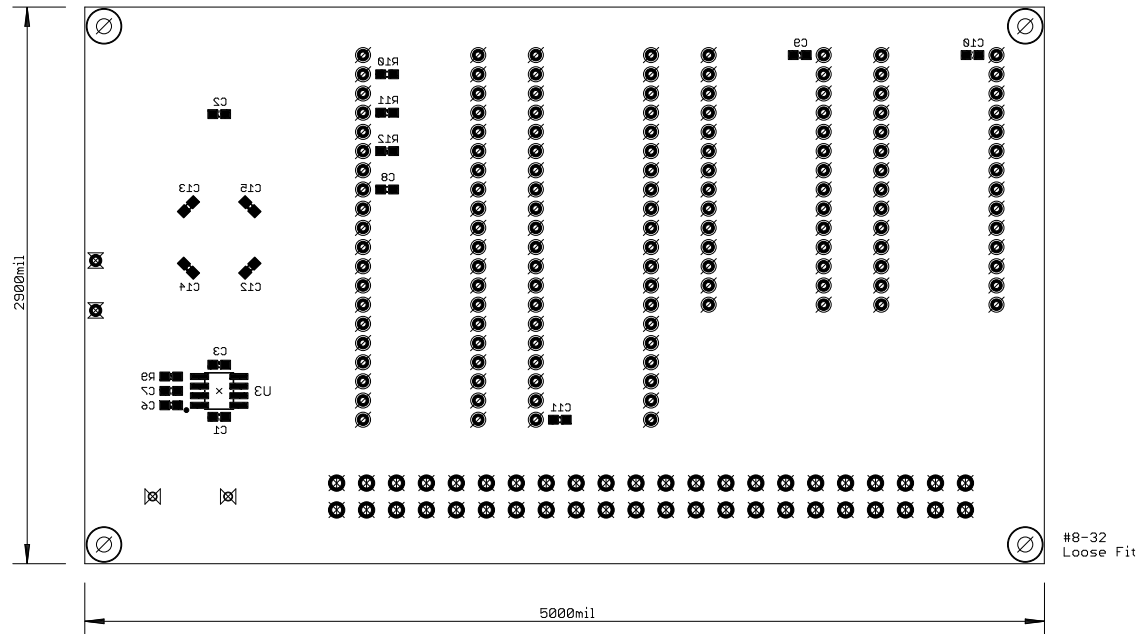 C9
C10
R10
C2
R11
R12
C8
C13
C15
C14
C12
2900mil
C3
R9
C7
U3
C6
C1
C11
#8-32
Loose Fit
5000mil